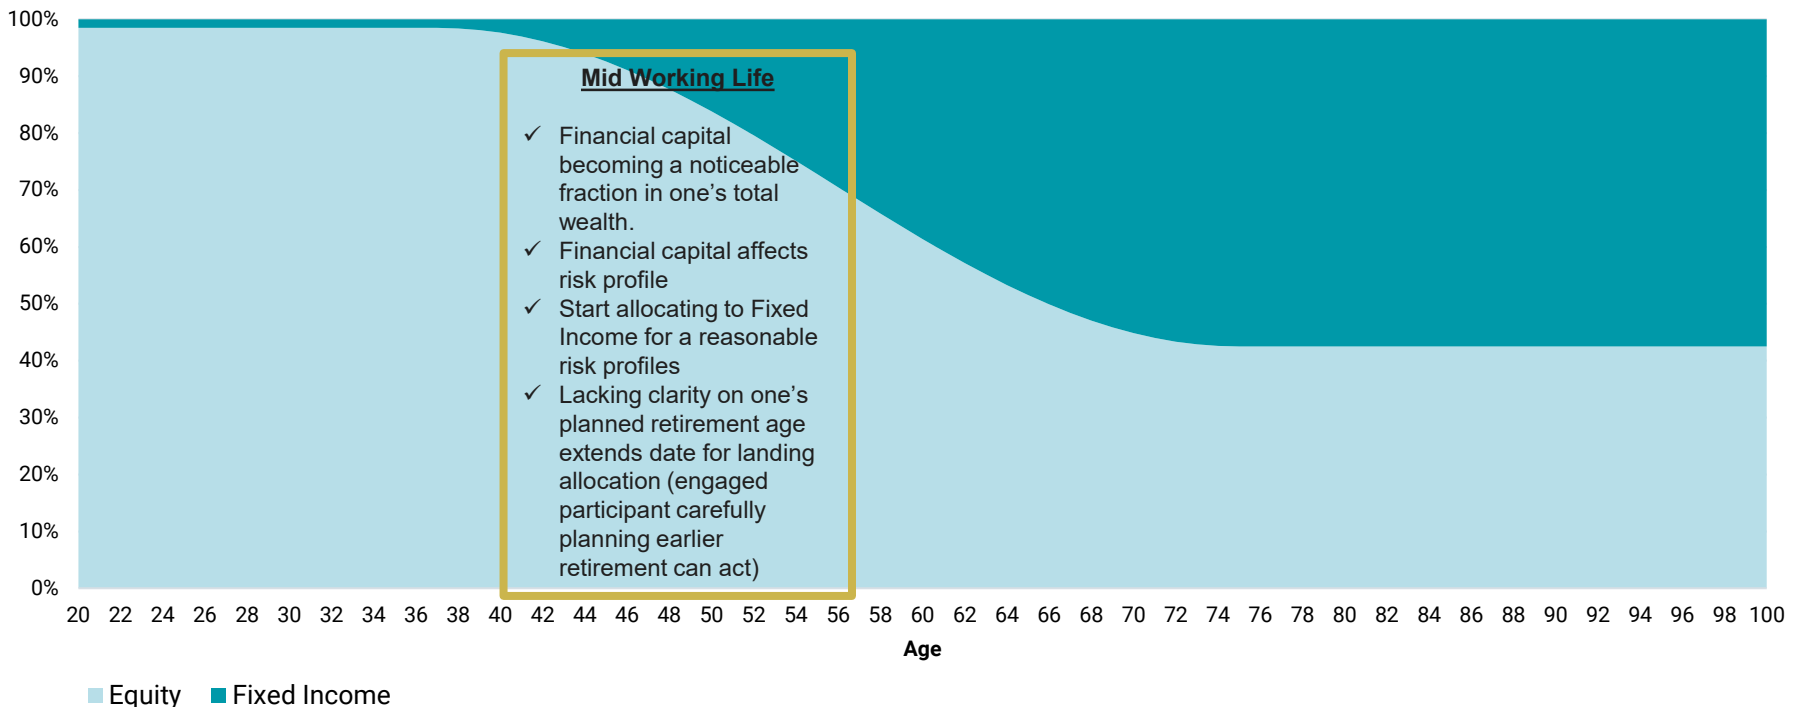 100%
90%
80%
70%
60%
50%
40%
30%
20%
10%
0%
Mid Working Life
✓ Financial capital
becoming a noticeable
fraction in one’s total
wealth.
✓ Financial capital affects
risk profile
✓ Start allocating to Fixed
Income for a reasonable
risk profiles
✓ Lacking clarity on one’s
planned retirement age
extends date for landing
allocation (engaged
participant carefully
planning earlier
retirement can act)
20 22 24 26 28 30 32 34 36 38 40 42 44 46 48 50 52 54 56 58 60 62 64 66 68 70 72 74 76 78 80 82 84 86 88 90 92 94 96 98 100
Age
Equity Fixed Income